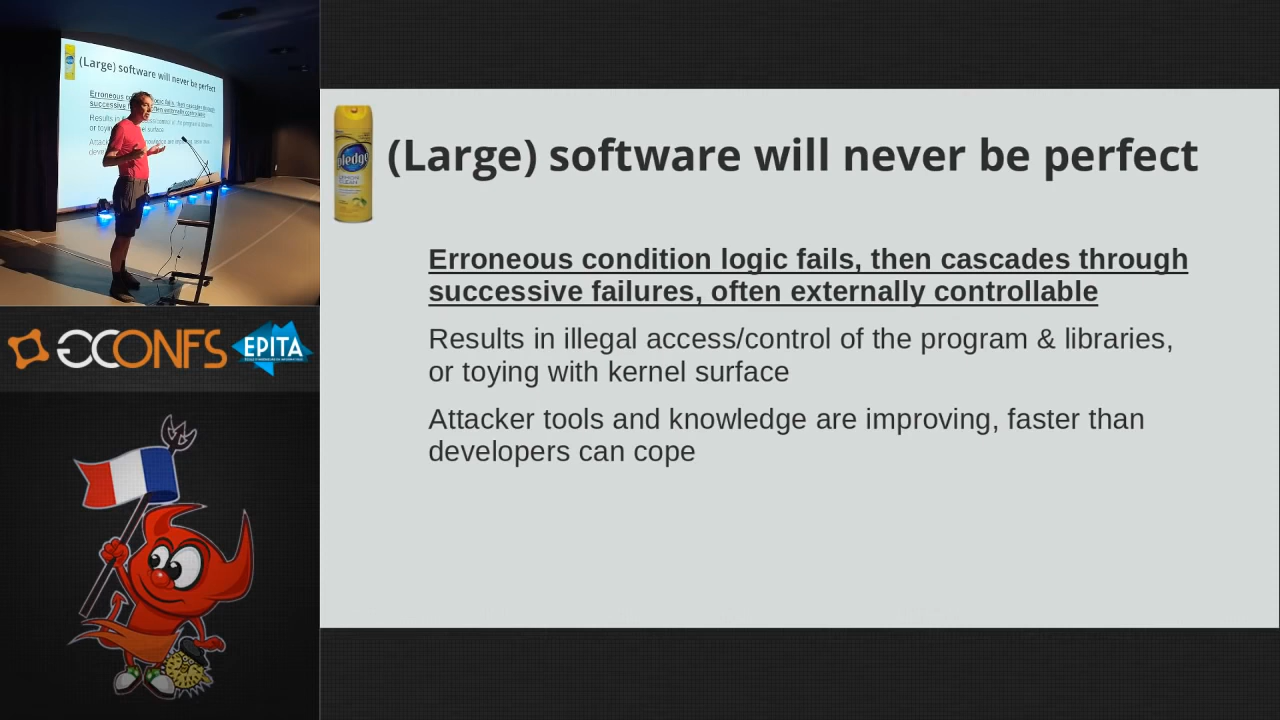 (Large) software will never be perfect
Erroneous condition logic fails, then cascades through
successive failures, often externally controllable
Results in illegal access/control of the program & libraries,
or toying with kernel surface
Attacker tools and knowledge are improving, faster than
developers can cope
pledge
(Large) software will never be perfect
GCONFS
EPITA